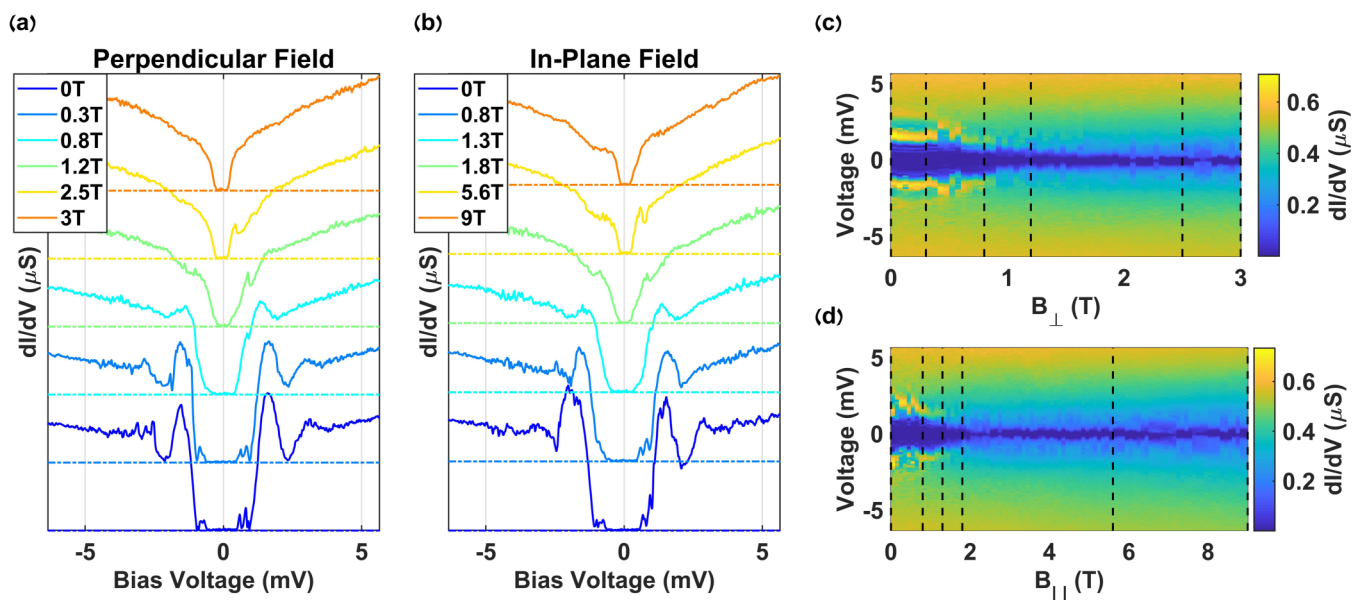 (a)
Perpendicular Field
0T
0.3T
0.8T
1.2T
2.5T
3T
dI/dV (μS)
-5
0
5
Bias Voltage (mV)
(b)
In-Plane Field
0T
0.8T
1.3T
1.8T
5.6T
9T
dI/dV (μS)
-5
0
5
Bias Voltage (mV)
(c)
5
0
-5
Voltage (mV)
0
1
2
3
B⊥ (T)
0.6
0.4
0.2
dI/dV (μS)
(d)
5
0
-5
Voltage (mV)
0
2
4
6
8
B|| (T)
0.6
0.4
0.2
dI/dV (μS)